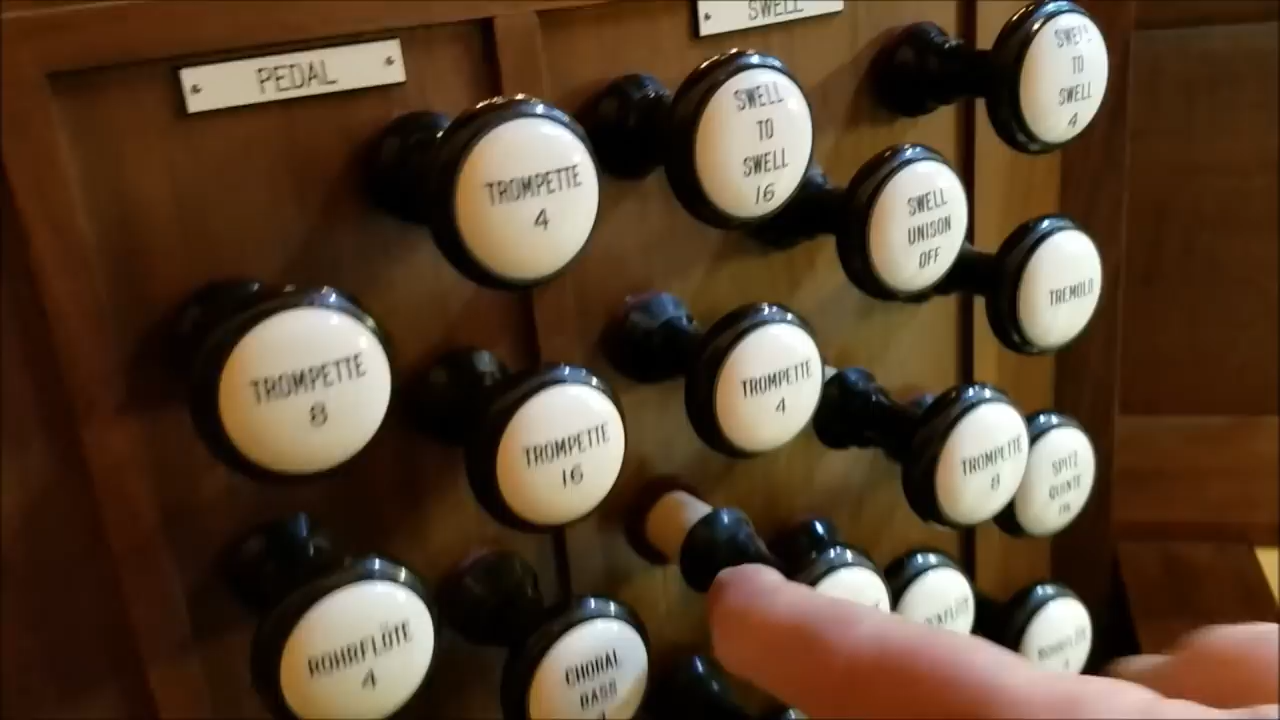 PEDAL
SWELL
SWELL
TO
SWELL
4
SWELL
TO
SWELL
16
TROMPETTE
4
SWELL
UNISON
OFF
TREMOLO
TROMPETTE
8
TROMPETTE
4
TROMPETTE
16
TROMPETTE
8
SPITZ
QUINTE
ROHRFLÖTE
4
CHORAL
BASS